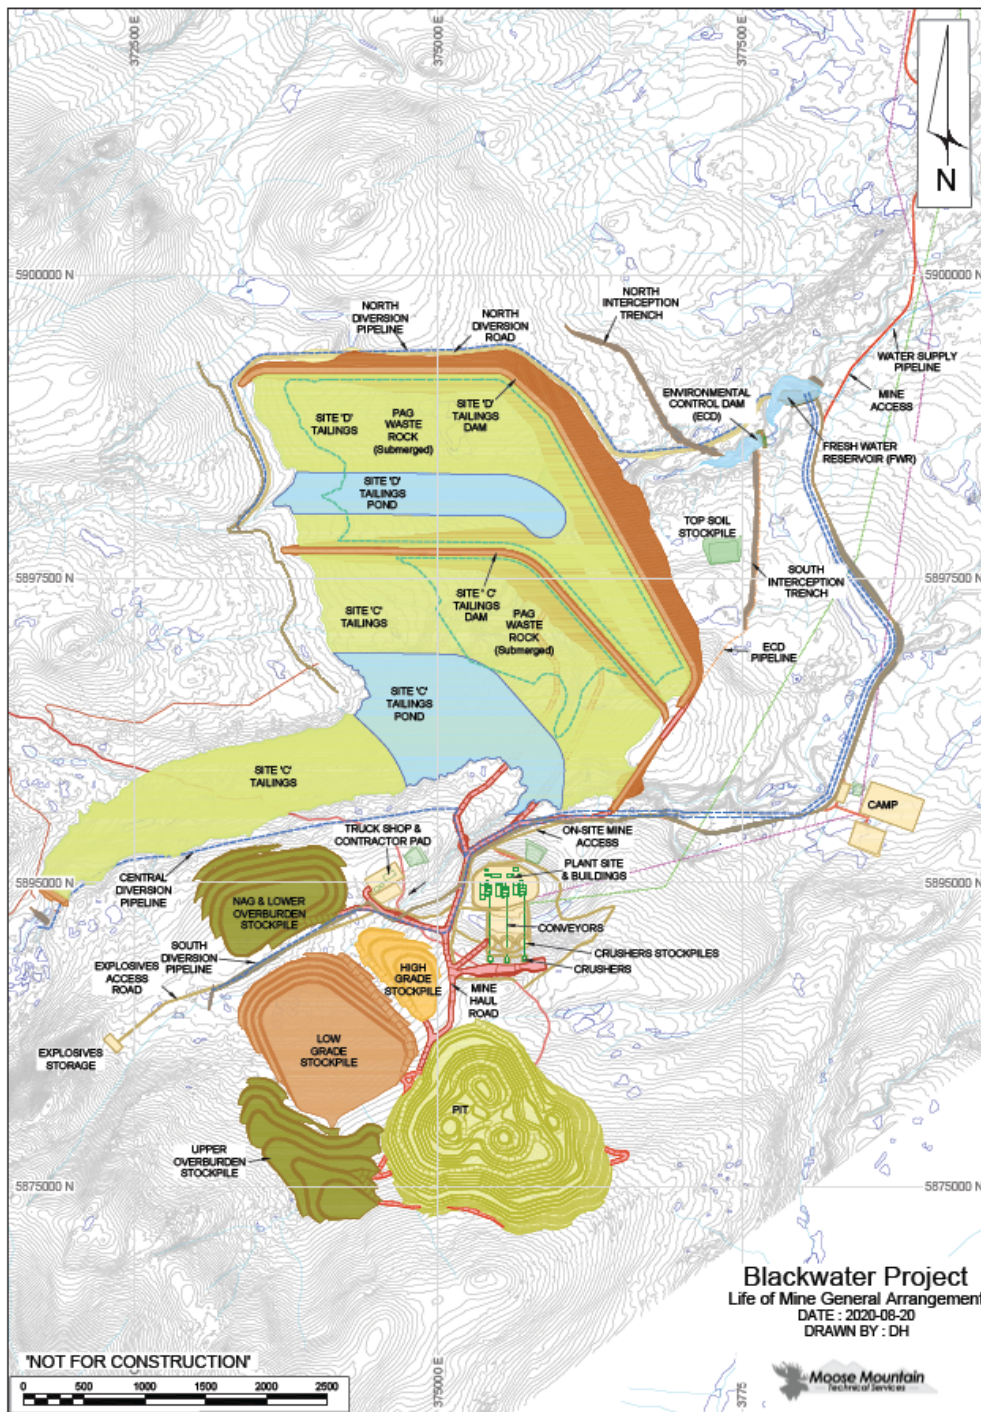 372500 E
375000 E
377500 E
N
5900000 N
5900000 N
NORTH
INTERCEPTION
TRENCH
NORTH
DIVERSION
PIPELINE
NORTH
DIVERSION
ROAD
WATER SUPPLY
PIPELINE
MINE
ACCESS
ENVIRONMENTAL
CONTROL DAM
(ECD)
FRESH WATER
RESERVOIR (FWR)
SITE 'D'
TAILINGS
PAG
WASTE
ROCK
(Submerged)
SITE 'D'
TAILINGS
DAM
SITE 'D'
TAILINGS
POND
TOP SOIL
STOCKPILE
5897500 N
5897500 N
SOUTH
INTERCEPTION
TRENCH
SITE 'C'
TAILINGS
DAM
SITE 'C'
TAILINGS
PAG
WASTE
ROCK
(Submerged)
ECD
PIPELINE
SITE 'C'
TAILINGS
POND
SITE 'C'
TAILINGS
CAMP
TRUCK SHOP &
CONTRACTOR PAD
ON-SITE MINE
ACCESS
PLANT SITE
& BUILDINGS
5895000 N
5895000 N
CENTRAL
DIVERSION
PIPELINE
NAG & LOWER
OVERBURDEN
STOCKPILE
CONVEYORS
SOUTH
DIVERSION
PIPELINE
CRUSHERS STOCKPILES
CRUSHERS
EXPLOSIVES
ACCESS
ROAD
HIGH
GRADE
STOCKPILE
MINE
HAUL
ROAD
EXPLOSIVES
STORAGE
LOW
GRADE
STOCKPILE
PIT
UPPER
OVERBURDEN
STOCKPILE
5875000 N
5875000 N
Blackwater Project
Life of Mine General Arrangement
DATE : 2020-08-20
DRAWN BY : DH
'NOT FOR CONSTRUCTION'
0 500 1000 1500 2000 2500
375000 E
3775
Moose Mountain
Technical Services